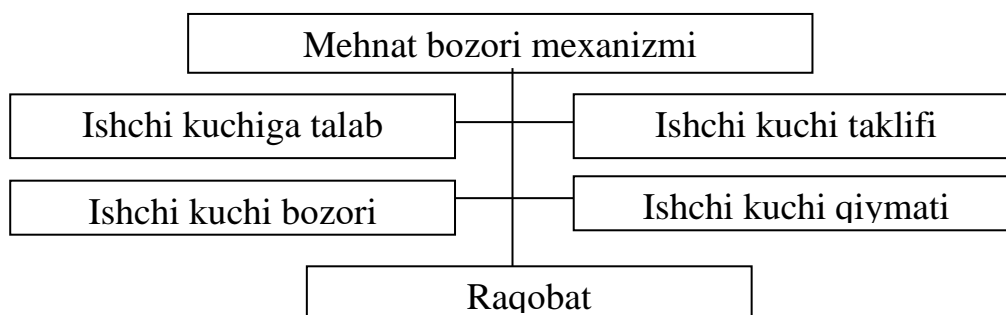 Mehnat bozori mexanizmi
Ishchi kuchiga talab
Ishchi kuchi taklifi
Ishchi kuchi bozori
Ishchi kuchi qiymati
Raqobat